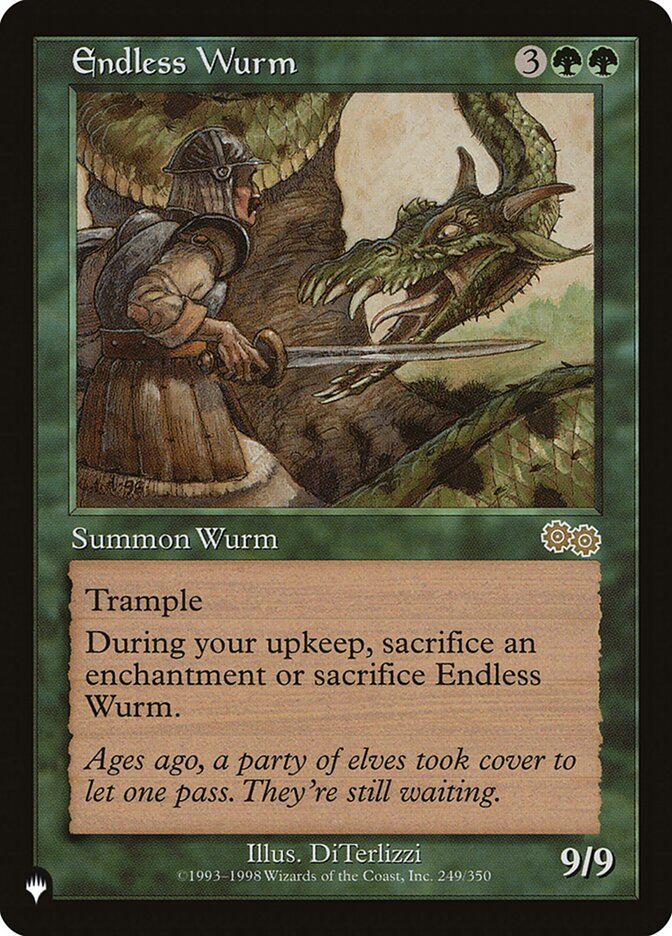 Endless Wurm 3
Summon Wurm
Trample
During your upkeep, sacrifice an
enchantment or sacrifice Endless
Wurm.
Ages ago, a party of elves took cover to
let one pass. They're still waiting.
Illus. DiTerlizzi
©1993–1998 Wizards of the Coast, Inc. 249/350
9/9